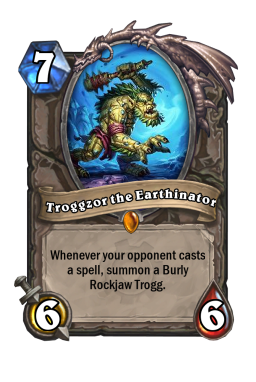 7
Troggzor the Earthinator
Whenever your opponent casts
a spell, summon a Burly
Rockjaw Trogg.
6 6